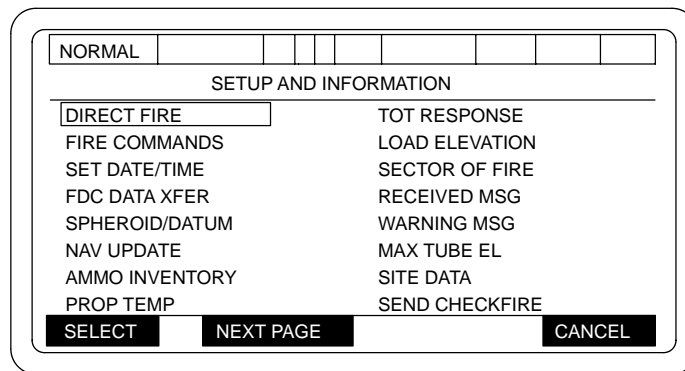 NORMAL
SETUP AND INFORMATION
DIRECT FIRE
FIRE COMMANDS
SET DATE/TIME
FDC DATA XFER
SPHEROID/DATUM
NAV UPDATE
AMMO INVENTORY
PROP TEMP
TOT RESPONSE
LOAD ELEVATION
SECTOR OF FIRE
RECEIVED MSG
WARNING MSG
MAX TUBE EL
SITE DATA
SEND CHECKFIRE
SELECT NEXT PAGE CANCEL